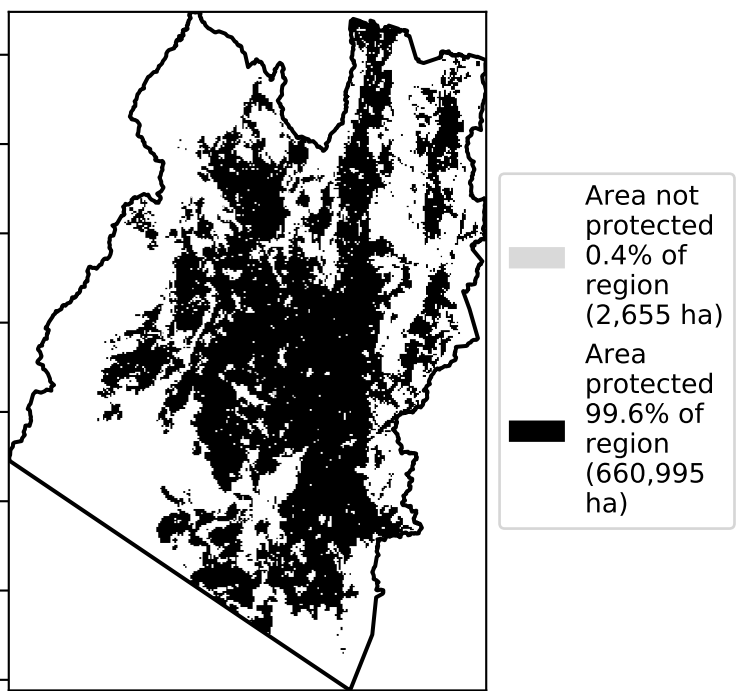 Area not
protected
0.4% of
region
(2,655 ha)
Area
protected
99.6% of
region
(660,995
ha)